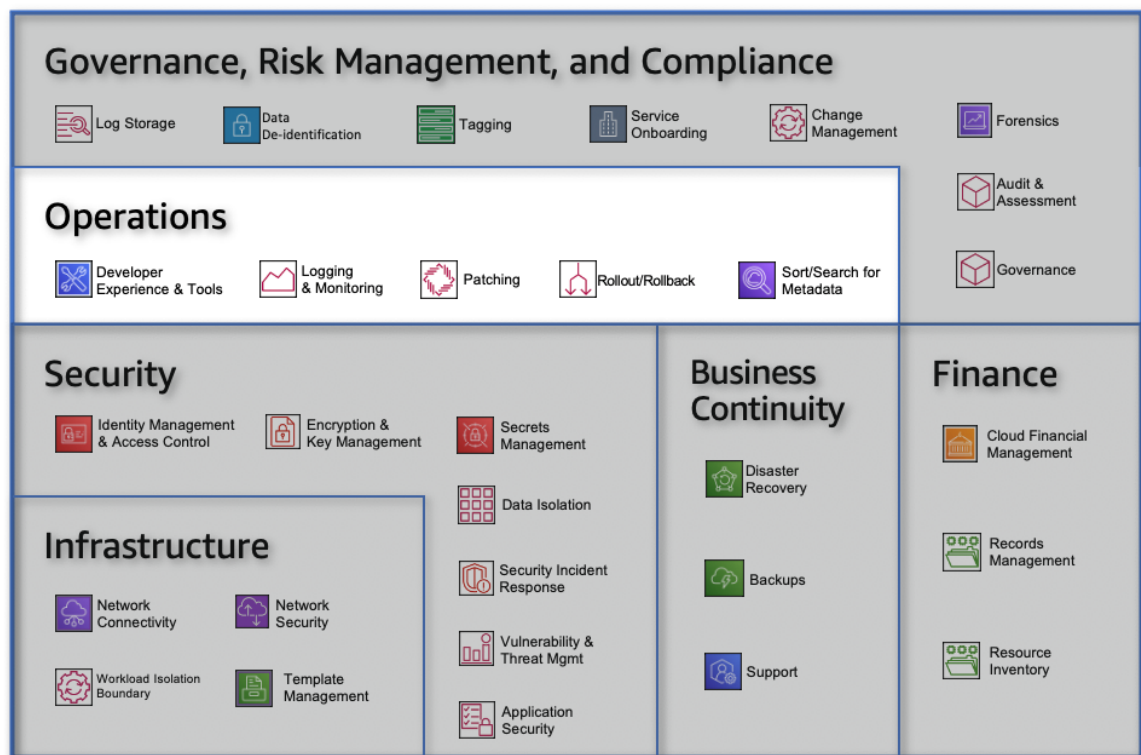 Governance, Risk Management, and Compliance
Log Storage
Data
De-identification
Tagging
Service
Onboarding
Change
Management
Forensics
Audit &
Assessment
Governance
Operations
Developer
Experience & Tools
Logging
& Monitoring
Patching
Rollout/Rollback
Sort/Search for
Metadata
Security
Identity Management
& Access Control
Encryption &
Key Management
Secrets
Management
Data Isolation
Security Incident
Response
Vulnerability &
Threat Mgmt
Application
Security
Infrastructure
Network
Connectivity
Network
Security
Workload Isolation
Boundary
Template
Management
Business
Continuity
Disaster
Recovery
Backups
Support
Finance
Cloud Financial
Management
Records
Management
Resource
Inventory